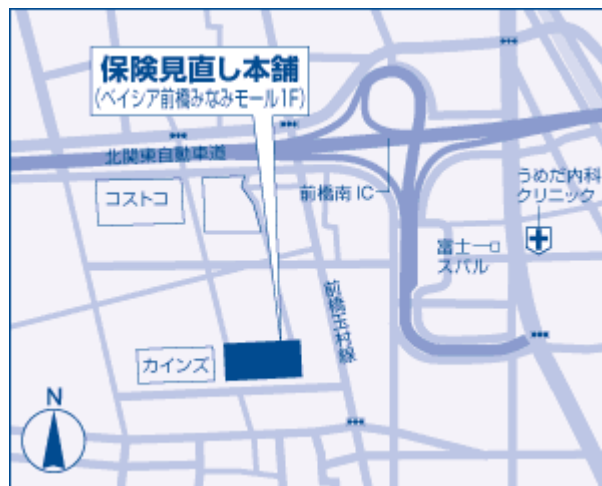 保険見直し本舗
(ベイシア前橋みなみモール1F)
北関東自動車道
コストコ
前橋南IC
うめだ内科
クリニック
富士
スバル
前橋玉村線
カインズ
N